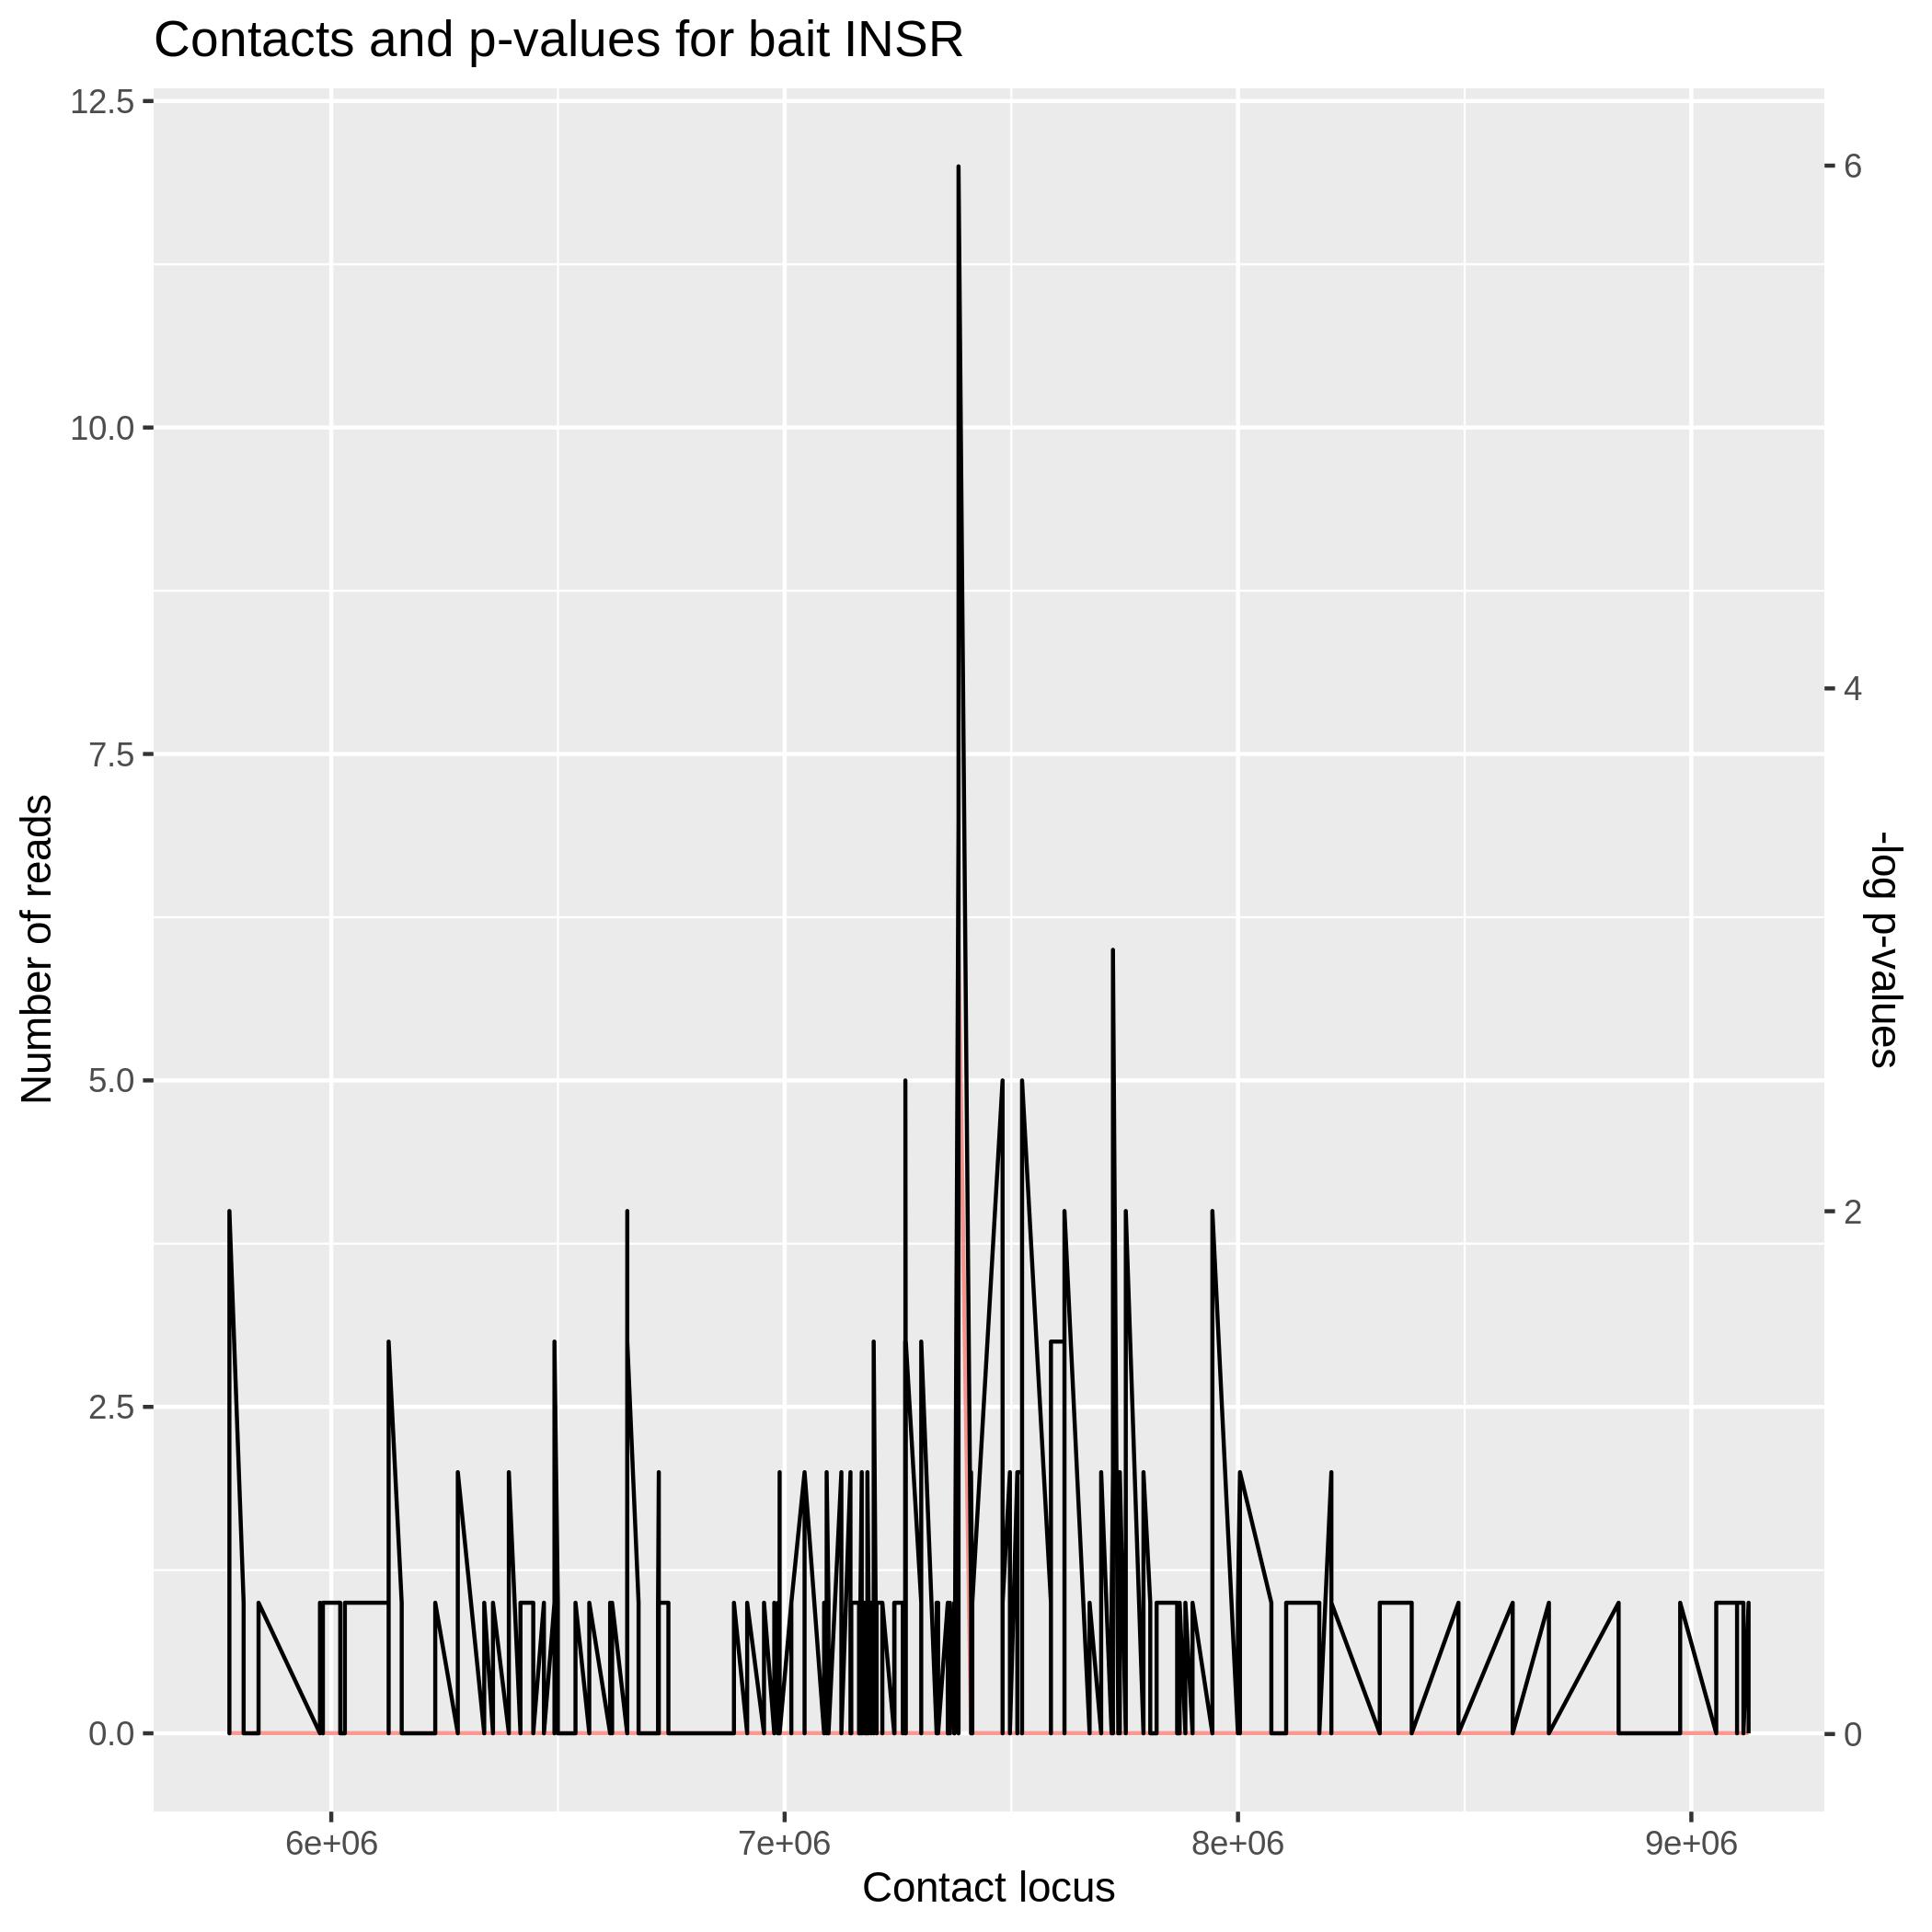 Contacts and p-values for bait INSR
12.5
10.0
7.5
5.0
2.5
0.0
Number of reads
6
4
2
0
-log p-values
6e+06
7e+06
8e+06
9e+06
Contact locus